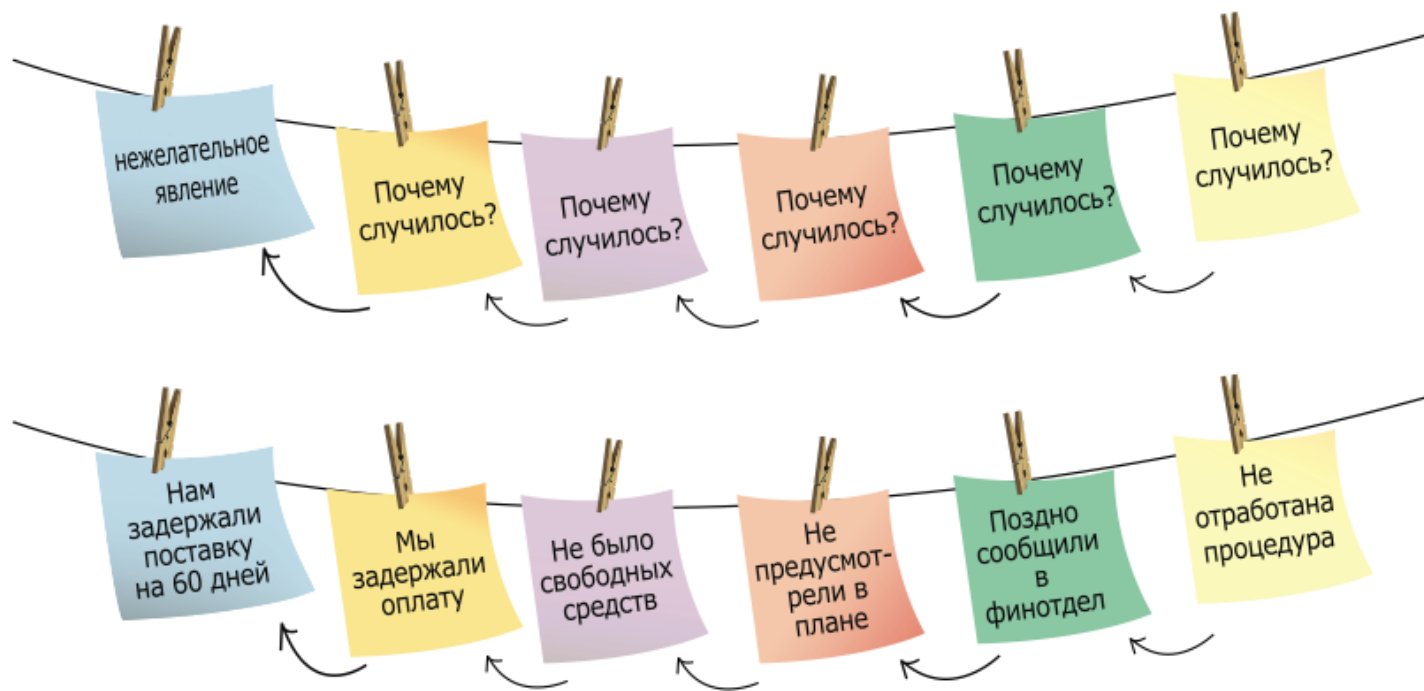 нежелательное
явление
Почему
случилось?
Почему
случилось?
Почему
случилось?
Почему
случилось?
Почему
случилось?
Нам
задержали
поставку
на 60 дней
Мы
задержали
оплату
Не было
свободных
средств
Не
предусмот-
рели в
плане
Поздно
сообщили
в
финотдел
Не
отработана
процедура